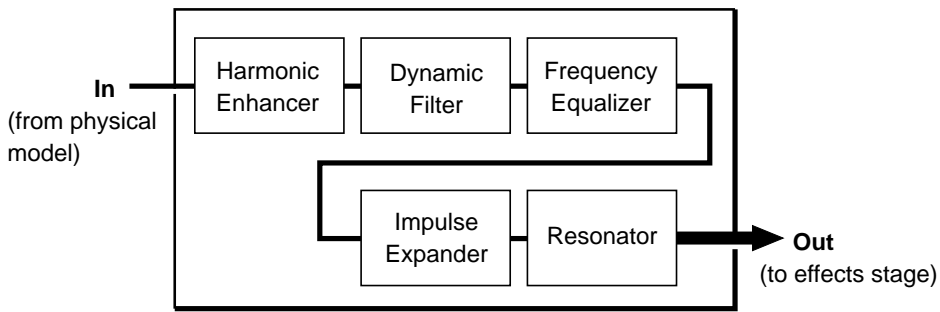 In
(from physical
model)
Harmonic
Enhancer
Dynamic
Filter
Frequency
Equalizer
Impulse
Expander
Resonator
Out
(to effects stage)